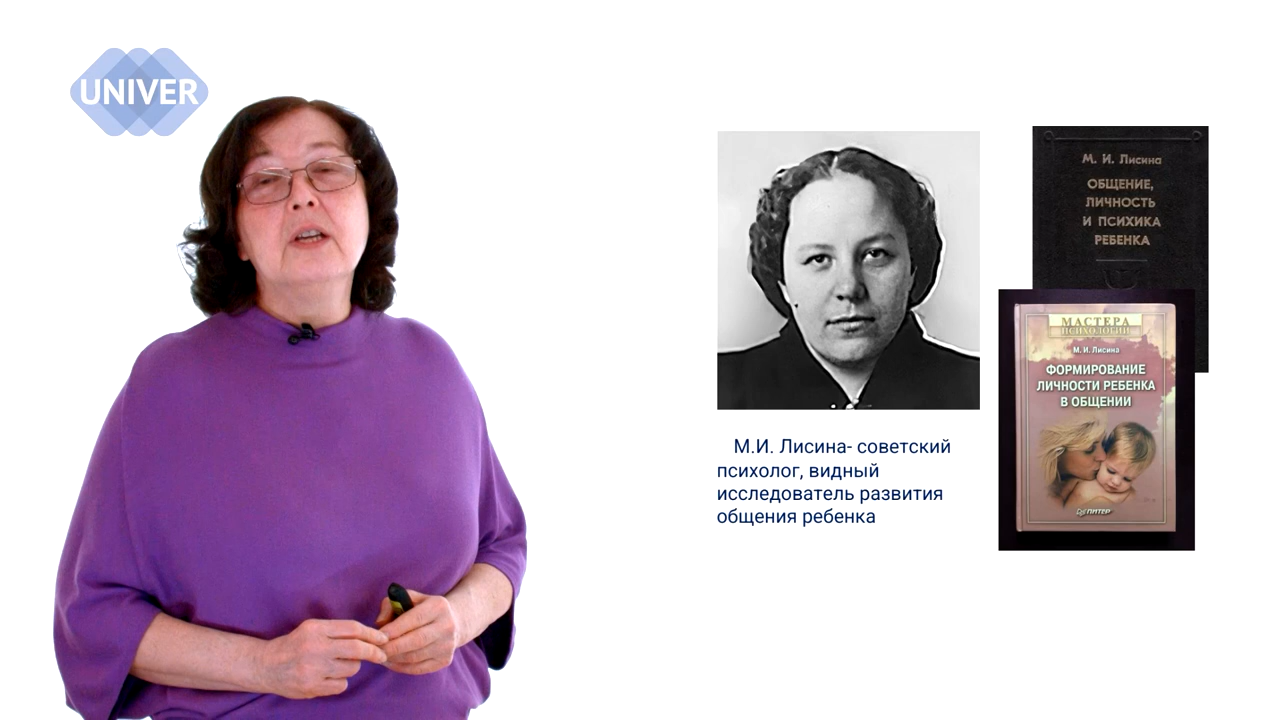 UNIVER
М. И. Лисина
ОБЩЕНИЕ,
ЛИЧНОСТЬ
И ПСИХИКА
РЕБЕНКА
МАСТЕРА
ПСИХОЛОГИИ
М. И. Лисина
ФОРМИРОВАНИЕ
ЛИЧНОСТИ РЕБЕНКА
В ОБЩЕНИИ
ПИТЕР
М.И. Лисина- советский
психолог, видный
исследователь развития
общения ребенка